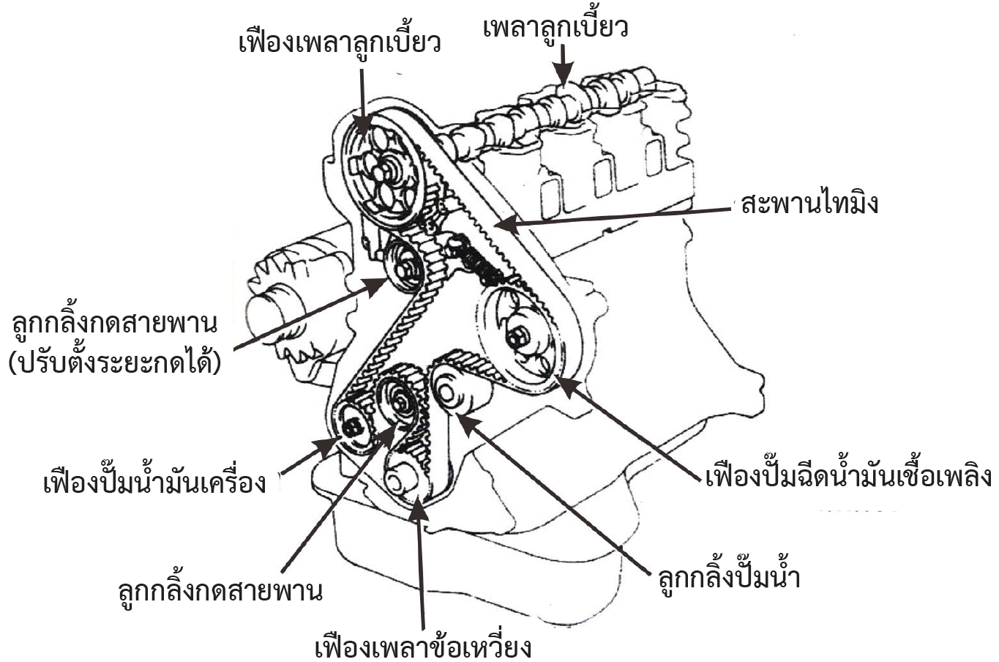 เพลาลูกเบี้ยว
เฟืองเพลาลูกเบี้ยว
สะพานไทมิง
ลูกกลิ้งกดสายพาน
(ปรับตั้งระยะกดได้)
เฟืองปั๊มน้ำมันเครื่อง
เฟืองปั๊มฉีดน้ำมันเชื้อเพลิง
ลูกกลิ้งกดสายพาน
ลูกกลิ้งปั๊มน้ำ
เฟืองเพลาข้อเหวี่ยง